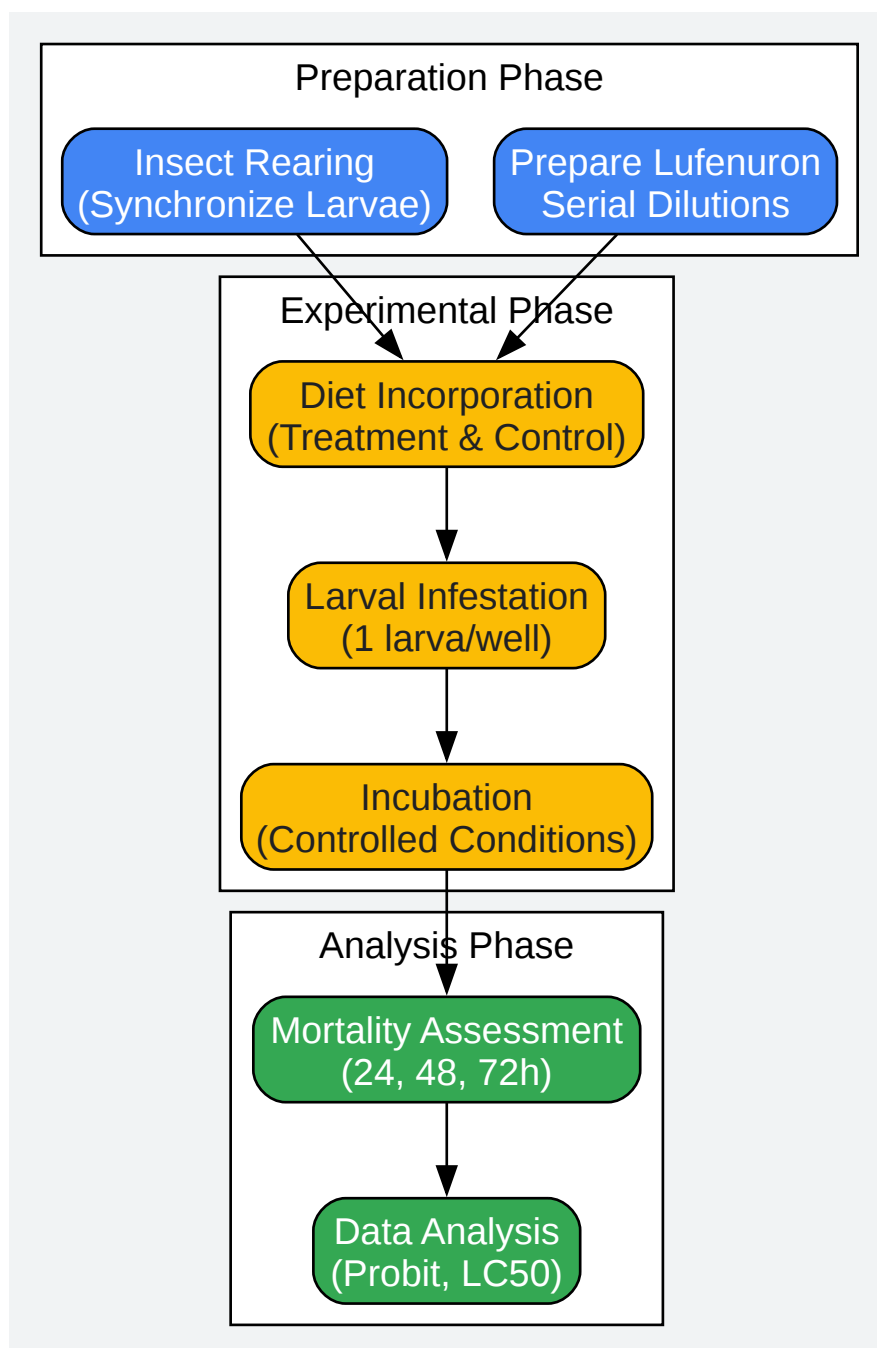 Preparation Phase
Insect Rearing
(Synchronize Larvae)
Prepare Lufenuron
Serial Dilutions
Experimental Phase
Diet Incorporation
(Treatment & Control)
Larval Infestation
(1 larva/well)
Incubation
(Controlled Conditions)
Analysis Phase
Mortality Assessment
(24, 48, 72h)
Data Analysis
(Probit, LC50)